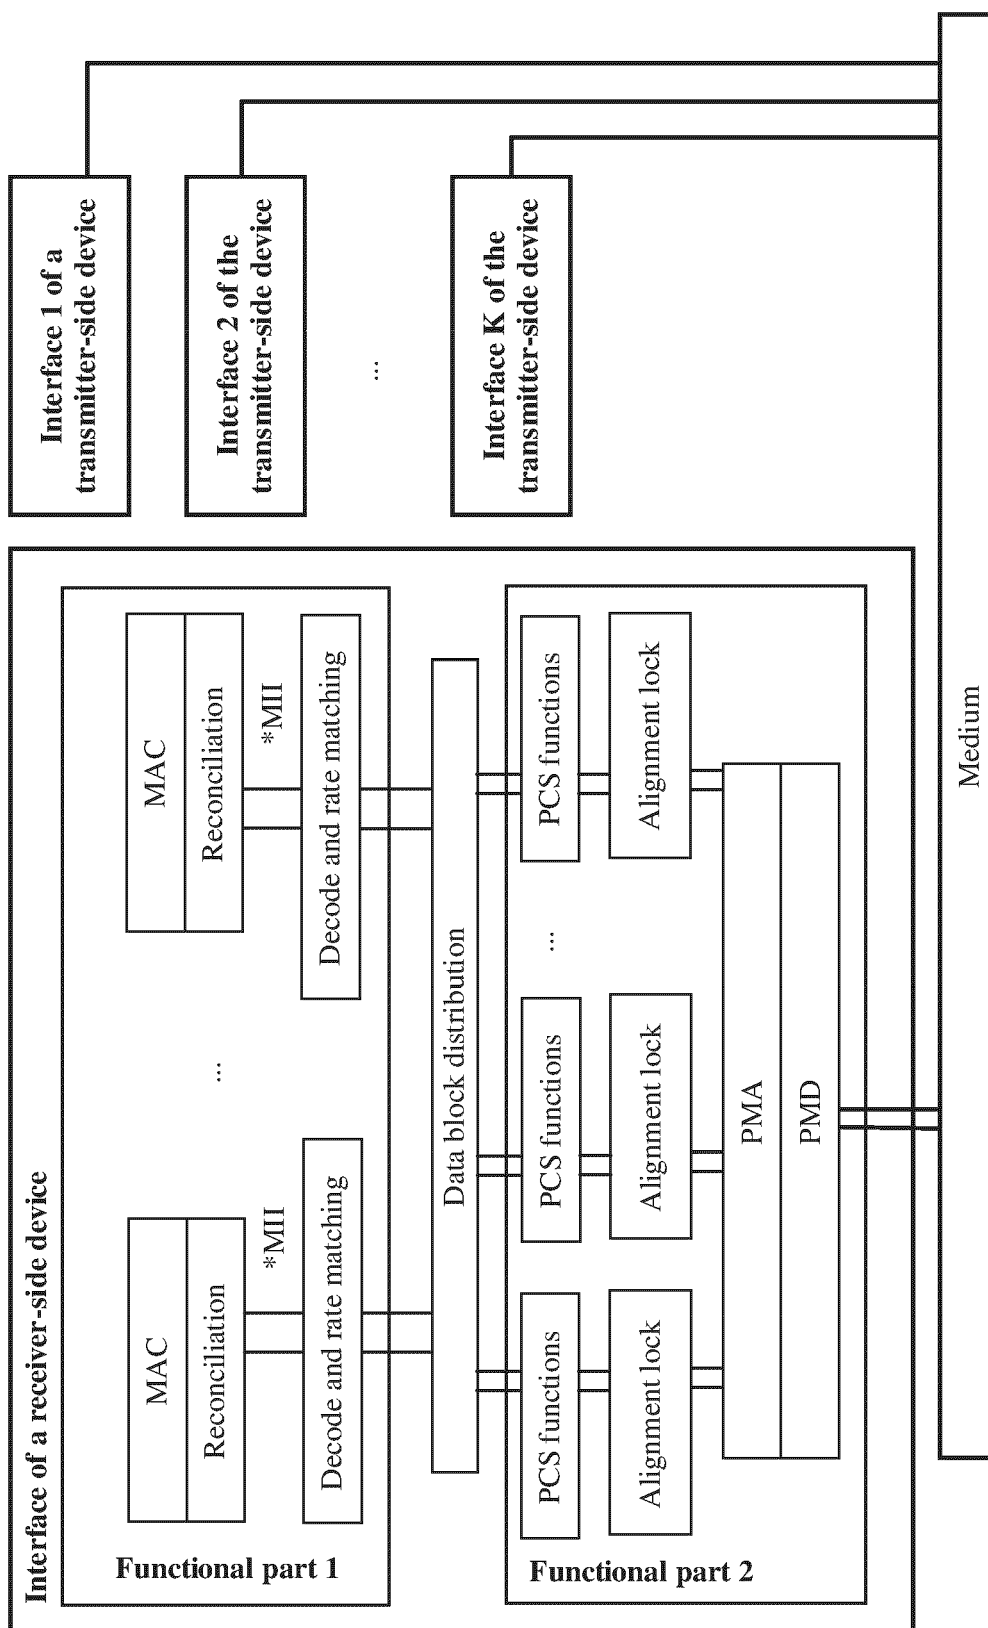 Interface of a receiver-side device
Functional part 1
MAC
Reconciliation
*MII
Decode and rate matching
...
MAC
Reconciliation
*MII
Decode and rate matching
Data block distribution
Functional part 2
PCS functions
Alignment lock
PCS functions
Alignment lock
...
PCS functions
Alignment lock
PMA
PMD
Interface 1 of a
transmitter-side device
Interface 2 of the
transmitter-side device
...
Interface K of the
transmitter-side device
Medium